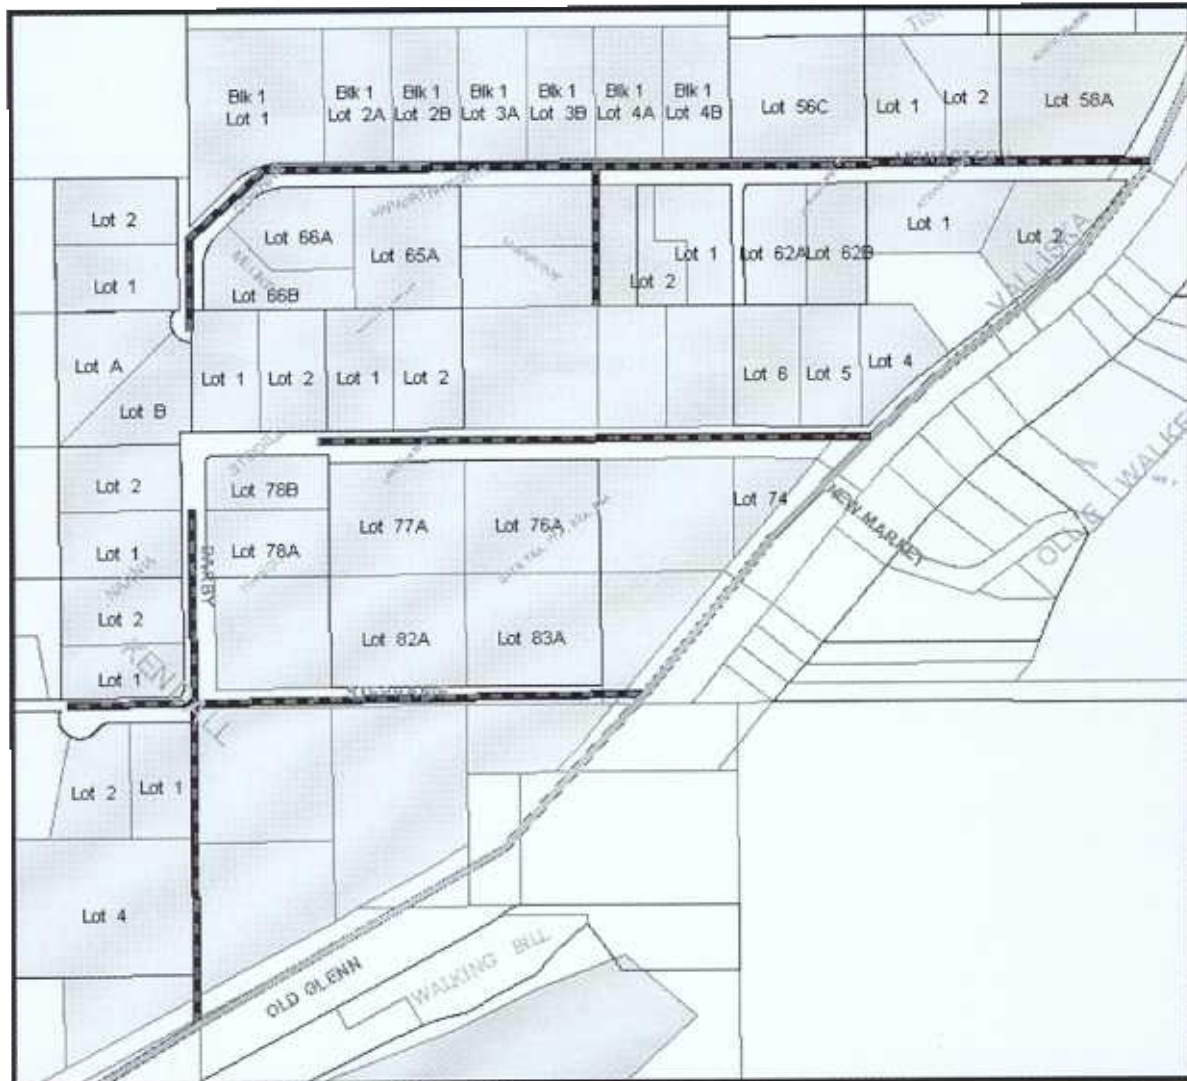 Blk 1
Lot 1
Blk 1
Lot 2A
Blk 1
Lot 2B
Blk 1
Lot 3A
Blk 1
Lot 3B
Blk 1
Lot 4A
Blk 1
Lot 4B
Lot 56C
Lot 1
Lot 2
Lot 58A
Lot 2
Lot 1
Lot 66A
Lot 66B
Lot 65A
Lot 2
Lot 1
Lot 62A
Lot 62B
Lot 1
Lot 2
VALLISKA
Lot A
Lot B
Lot 1
Lot 2
Lot 1
Lot 2
Lot 6
Lot 5
Lot 4
Lot 2
Lot 1
Lot 2
Lot 1
DARBY
Lot 78B
Lot 78A
Lot 77A
Lot 76A
Lot 74
NEW MARKET
OLLIE WALKE
Lot 82A
Lot 83A
Lot 2
Lot 1
Lot 4
OLD GLENN
WALKING BILL